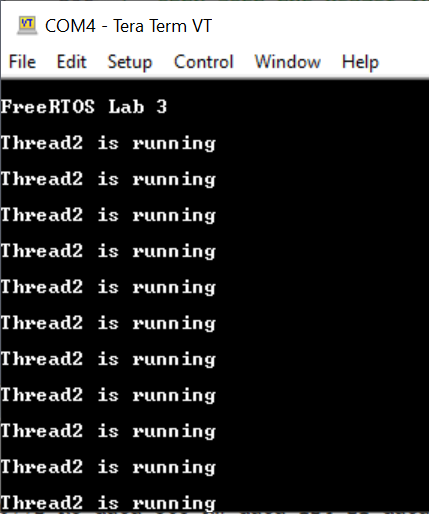 COM4 - Tera Term VT
File Edit Setup Control Window Help
FreeRTOS Lab 3
Thread2 is running
Thread2 is running
Thread2 is running
Thread2 is running
Thread2 is running
Thread2 is running
Thread2 is running
Thread2 is running
Thread2 is running
Thread2 is running
Thread2 is running